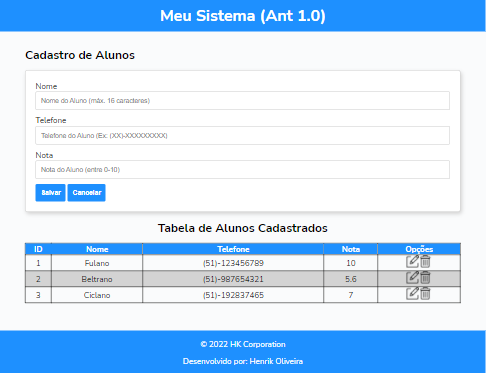 Meu Sistema (Ant 1.0)
Cadastro de Alunos
Nome
Nome do Aluno (máx. 16 caracteres)
Telefone
Telefone do Aluno (Ex. (XX)-XXXXXXXXX)
Nota
Nota do Aluno (entre 0-10)
Salvar Cancelar
Tabela de Alunos Cadastrados
ID Nome Telefone Nota Opções
1 Fulano (51)-123456789 10
2 Beltrano (51)-987654321 5.6
3 Ciclano (51)-192837465 7
© 2022 HK Corporation
Desenvolvido por: Henrik Oliveira